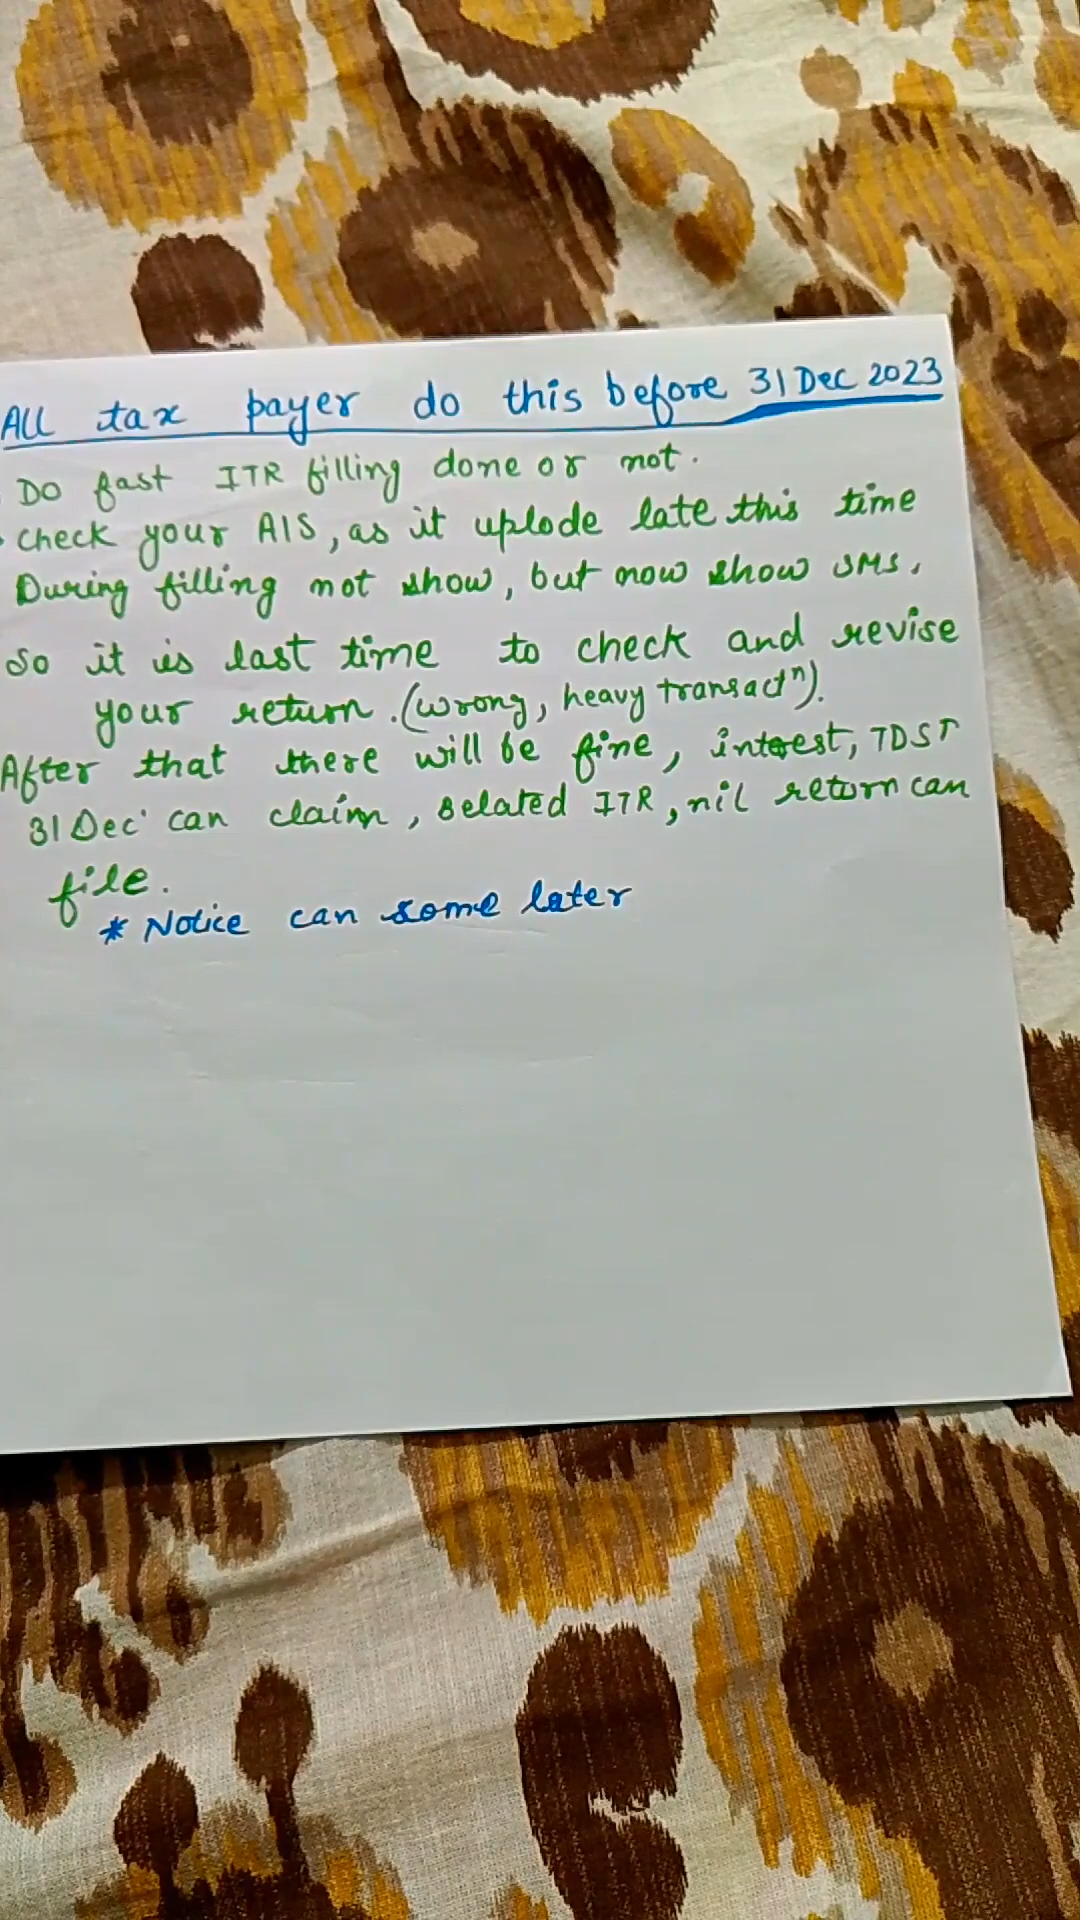 All tax payer do this before 31 Dec 2023
Do fast ITR filling done or not.
• check your AIS, as it uplode late this time
During filling not show, but now show SMS,
So it is last time to check and revise
your return. (wrong, heavy transactⁿ).
After that there will be fine, interest, TDS↑
31 Dec' can claim, belated ITR, nil return can
file.
* Notice can some later